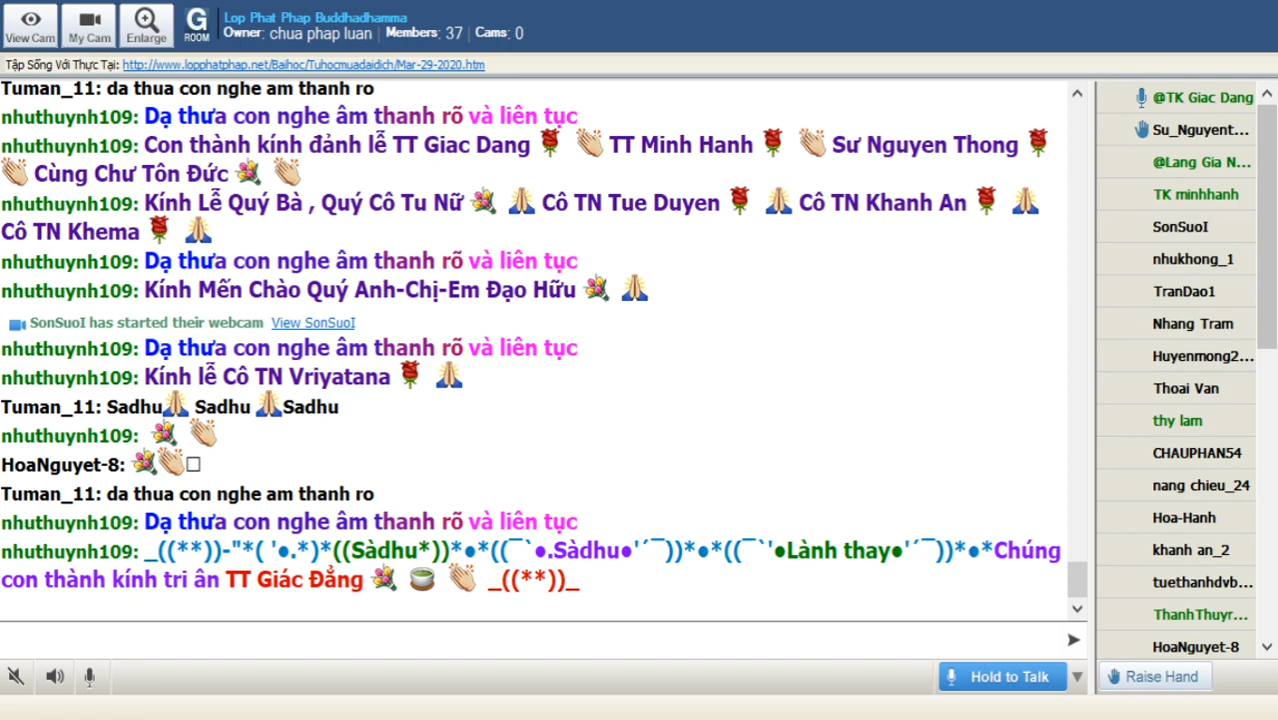 View Cam
My Cam
Enlarge
G
ROOM
Lop Phat Phap Buddhadhamma
Owner: chua phap luan | Members: 37 | Cams: 0
Tập Sống Với Thực Tại: http://www.lopphatphap.net/Baihoc/Tuhocmuadaidich/Mar-29-2020.htm
Tuman_11: da thua con nghe am thanh ro
nhuthuynh109: Dạ thưa con nghe âm thanh rõ và liên tục
nhuthuynh109: Con thành kính đảnh lễ TT Giac Dang 🌹 👏 TT Minh Hanh 🌹 👏 Sư Nguyen Thong 🌹
👏 Cùng Chư Tôn Đức 💐 👏
nhuthuynh109: Kính Lễ Quý Bà , Quý Cô Tu Nữ 💐 🙏 Cô TN Tue Duyen 🌹 🙏 Cô TN Khanh An 🌹 🙏
Cô TN Khema 🌹 🙏
nhuthuynh109: Dạ thưa con nghe âm thanh rõ và liên tục
nhuthuynh109: Kính Mến Chào Quý Anh-Chị-Em Đạo Hữu 💐 🙏
SonSuoI has started their webcam View SonSuoI
nhuthuynh109: Dạ thưa con nghe âm thanh rõ và liên tục
nhuthuynh109: Kính lễ Cô TN Vriyatana 🌹 🙏
Tuman_11: Sadhu🙏 Sadhu 🙏Sadhu
nhuthuynh109: 💐 👏
HoaNguyet-8: 💐👏□
Tuman_11: da thua con nghe am thanh ro
nhuthuynh109: Dạ thưa con nghe âm thanh rõ và liên tục
nhuthuynh109: _((**))-"*( '●.*)*((Sàdhu*))*●*((¯`●.Sàdhu●'´¯))*●*((¯`'●Lành thay●'´¯))*●*Chúng
con thành kính tri ân TT Giác Đẳng 💐 🍵 👏 _((**))_
@TK Giac Dang
Su_Nguyent...
@Lang Gia N...
TK minhhanh
SonSuoI
nhukhong_1
TranDao1
Nhang Tram
Huyenmong2...
Thoai Van
thy lam
CHAUPHAN54
nang chieu_24
Hoa-Hanh
khanh an_2
tuethanhdvb...
ThanhThuyr...
HoaNguyet-8
Hold to Talk
Raise Hand